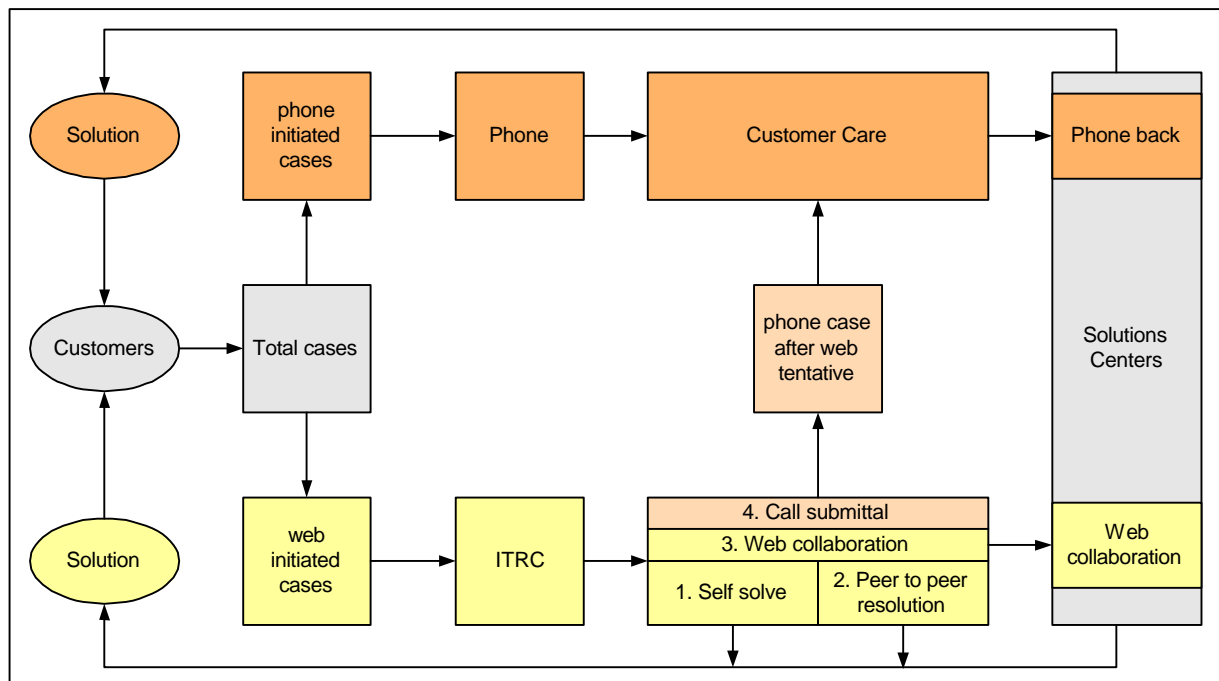 Solution
phone
initiated
cases
Phone
Customer Care
Phone back
Customers
Total cases
phone case
after web
tentative
Solutions
Centers
Solution
web
initiated
cases
ITRC
4. Call submittal
3. Web collaboration
1. Self solve
2. Peer to peer
resolution
Web
collaboration